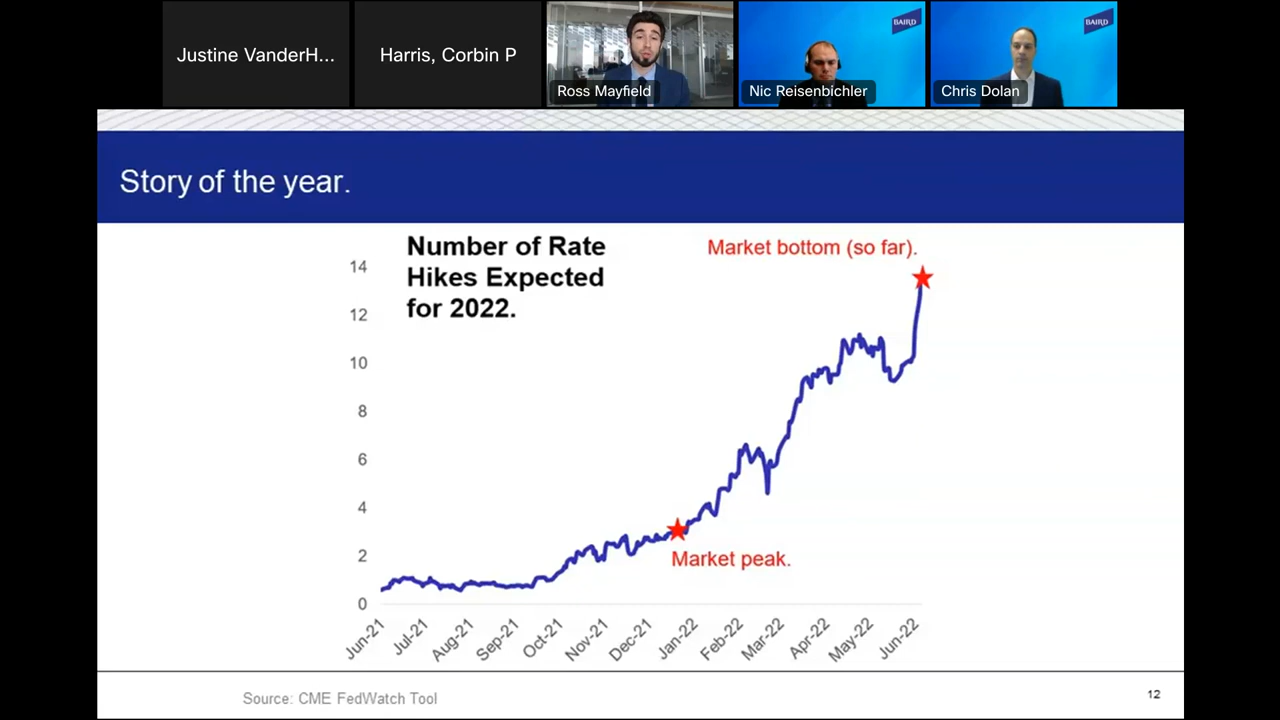 Justine VanderH...
Harris, Corbin P
Ross Mayfield
BAIRD
Nic Reisenbichler
BAIRD
Chris Dolan
Story of the year.
Number of Rate
Hikes Expected
for 2022.
Market bottom (so far).
14
12
10
8
6
4
2
0
Market peak.
Jun-21
Jul-21
Aug-21
Sep-21
Oct-21
Nov-21
Dec-21
Jan-22
Feb-22
Mar-22
Apr-22
May-22
Jun-22
Source: CME FedWatch Tool
12